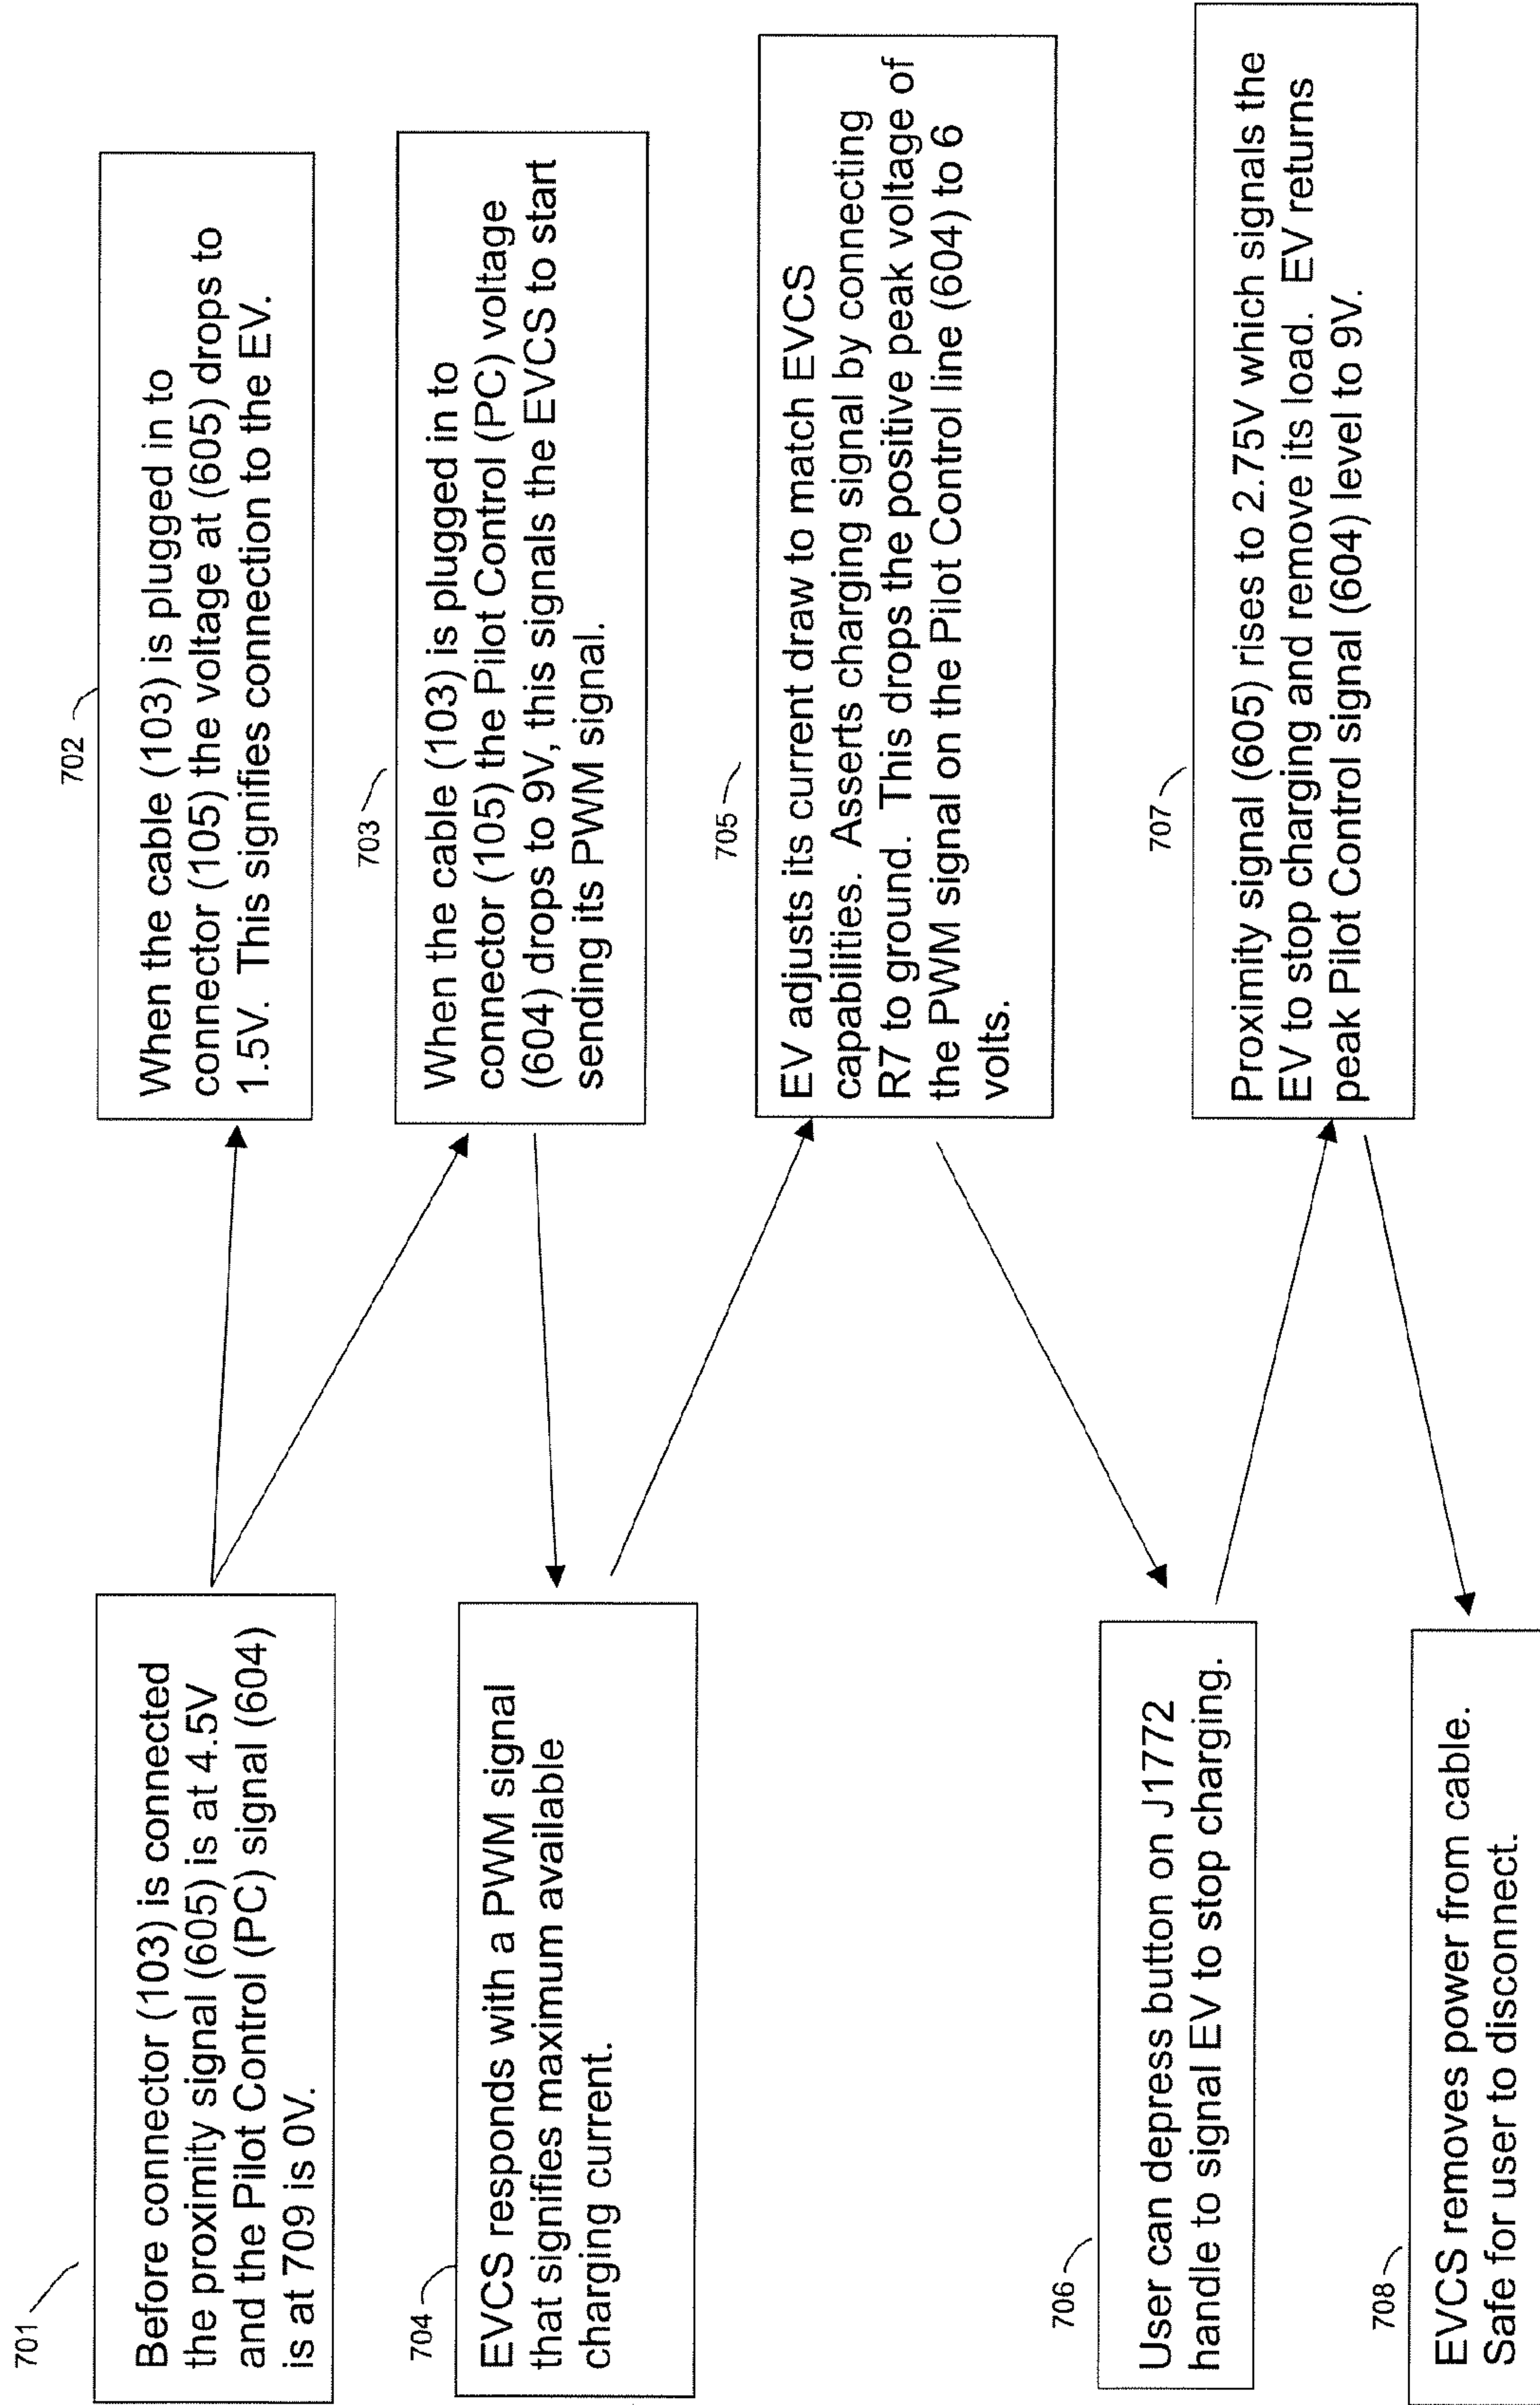 701
Before connector (103) is connected
the proximity signal (605) is at 4.5V
and the Pilot Control (PC) signal (604)
is at 709 is 0V.
702
When the cable (103) is plugged in to
connector (105) the voltage at (605) drops to
1.5V. This signifies connection to the EV.
703
When the cable (103) is plugged in to
connector (105) the Pilot Control (PC) voltage
(604) drops to 9V, this signals the EVCS to start
sending its PWM signal.
704
EVCS responds with a PWM signal
that signifies maximum available
charging current.
705
EV adjusts its current draw to match EVCS
capabilities. Asserts charging signal by connecting
R7 to ground. This drops the positive peak voltage of
the PWM signal on the Pilot Control line (604) to 6
volts.
706
User can depress button on J1772
handle to signal EV to stop charging.
707
Proximity signal (605) rises to 2.75V which signals the
EV to stop charging and remove its load. EV returns
peak Pilot Control signal (604) level to 9V.
708
EVCS removes power from cable.
Safe for user to disconnect.